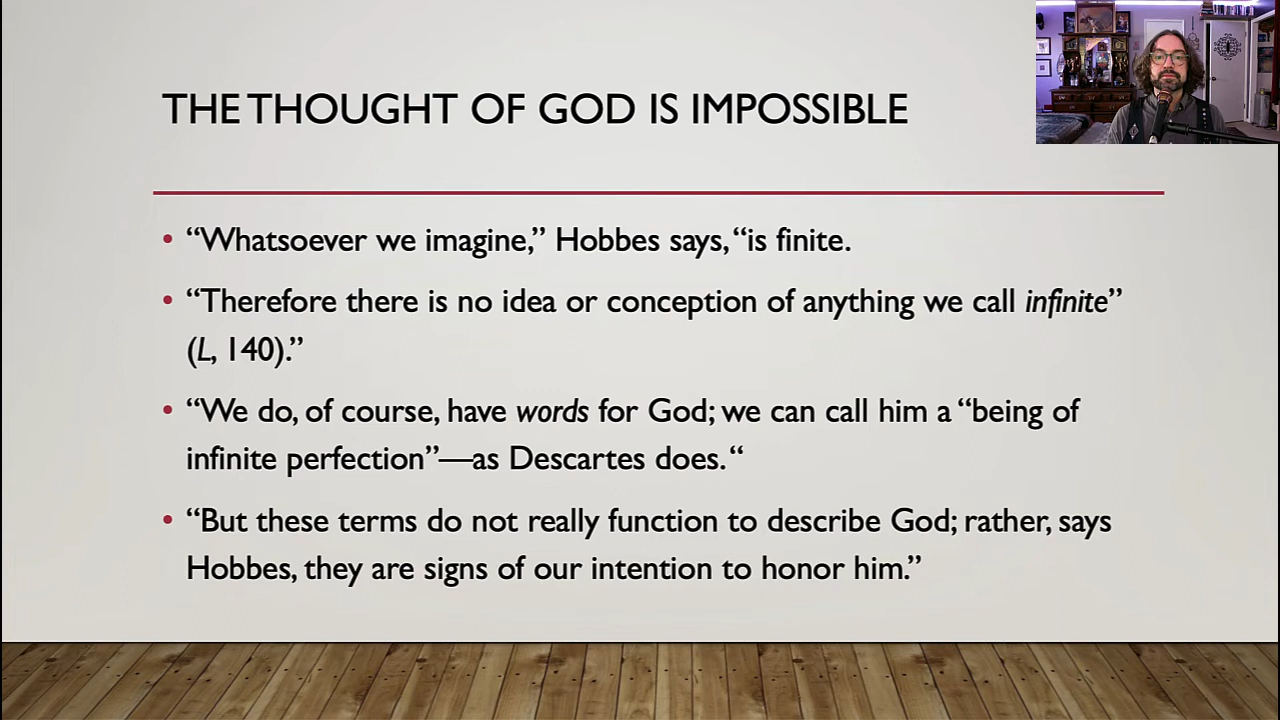 THE THOUGHT OF GOD IS IMPOSSIBLE
• “Whatsoever we imagine,” Hobbes says, “is finite.
• “Therefore there is no idea or conception of anything we call infinite”
(L, 140).”
• “We do, of course, have words for God; we can call him a “being of
infinite perfection”—as Descartes does. “
• “But these terms do not really function to describe God; rather, says
Hobbes, they are signs of our intention to honor him.”